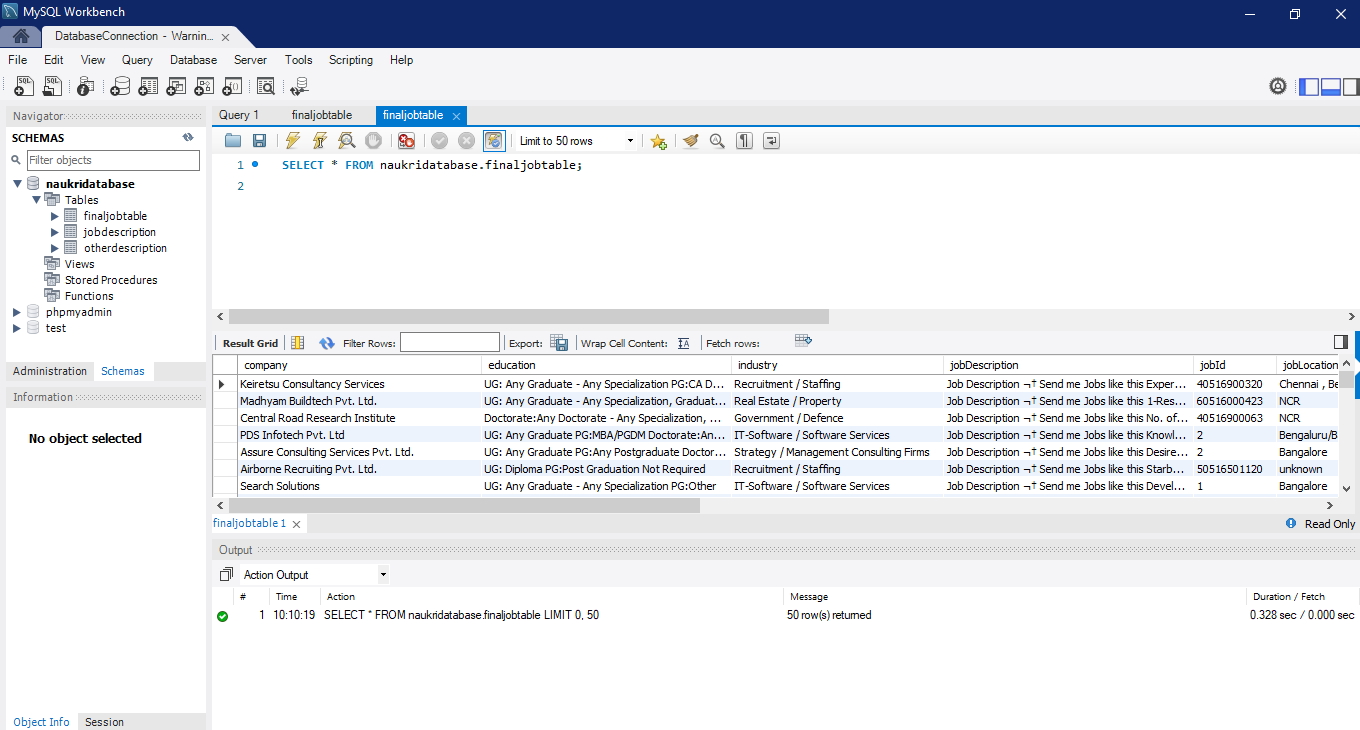 MySQL Workbench
DatabaseConnection - Warnin...
File Edit View Query Database Server Tools Scripting Help
Navigator
SCHEMAS
Filter objects
naukridatabase
Tables
finaljobtable
jobdescription
otherdescription
Views
Stored Procedures
Functions
phpmyadmin
test
Administration Schemas
Information
No object selected
Object Info Session
Query 1 finaljobtable finaljobtable
Limit to 50 rows
1 SELECT * FROM naukridatabase.finaljobtable;
2
Result Grid Filter Rows: Export: Wrap Cell Content: Fetch rows:
company education industry jobDescription jobId jobLocation
Keiretsu Consultancy Services UG: Any Graduate - Any Specialization PG:CA D... Recruitment / Staffing Job Description ¬† Send me Jobs like this Exper... 40516900320 Chennai , Be
Madhyam Buildtech Pvt. Ltd. UG: Any Graduate - Any Specialization, Graduat... Real Estate / Property Job Description ¬† Send me Jobs like this 1-Res... 60516000423 NCR
Central Road Research Institute Doctorate:Any Doctorate - Any Specialization, ... Government / Defence Job Description ¬† Send me Jobs like this No. of... 40516900063 NCR
PDS Infotech Pvt. Ltd UG: Any Graduate PG:MBA/PGDM Doctorate:An... IT-Software / Software Services Job Description ¬† Send me Jobs like this Knowl... 2 Bengaluru/B
Assure Consulting Services Pvt. Ltd. UG: Any Graduate PG:Any Postgraduate Doctor... Strategy / Management Consulting Firms Job Description ¬† Send me Jobs like this Desire... 2 Bangalore
Airborne Recruiting Pvt. Ltd. UG: Diploma PG:Post Graduation Not Required Recruitment / Staffing Job Description ¬† Send me Jobs like this Starb... 50516501120 unknown
Search Solutions UG: Any Graduate - Any Specialization PG:Other IT-Software / Software Services Job Description ¬† Send me Jobs like this Devel... 1 Bangalore
finaljobtable 1 Read Only
Output
Action Output
# Time Action Message Duration / Fetch
1 10:10:19 SELECT * FROM naukridatabase.finaljobtable LIMIT 0, 50 50 row(s) returned 0.328 sec / 0.000 sec